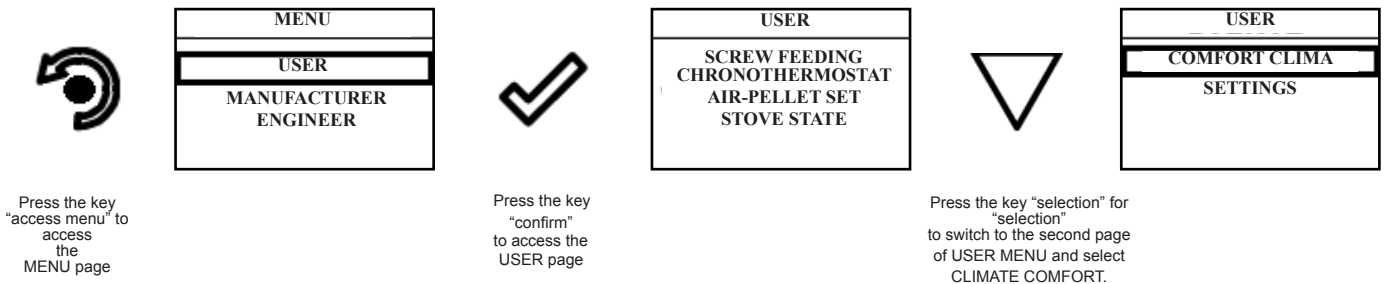 MENU
USER
MANUFACTURER
ENGINEER
USER
SCREW FEEDING
CHRONOTHERMOSTAT
AIR-PELLET SET
STOVE STATE
USER
COMFORT CLIMA
SETTINGS
Press the key
“access menu” to
access
the
MENU page
Press the key
“confirm”
to access the
USER page
Press the key “selection” for
“selection”
to switch to the second page
of USER MENU and select
CLIMATE COMFORT.